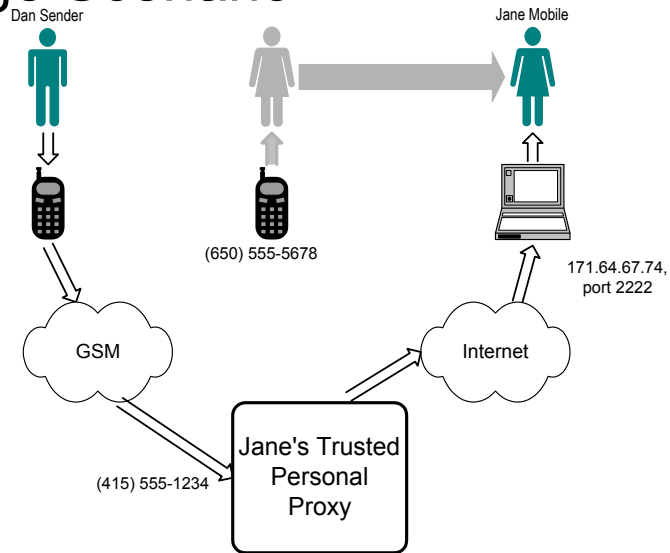 Dan Sender
Jane Mobile
(650) 555-5678
171.64.67.74,
port 2222
GSM
Internet
(415) 555-1234
Jane's Trusted
Personal
Proxy